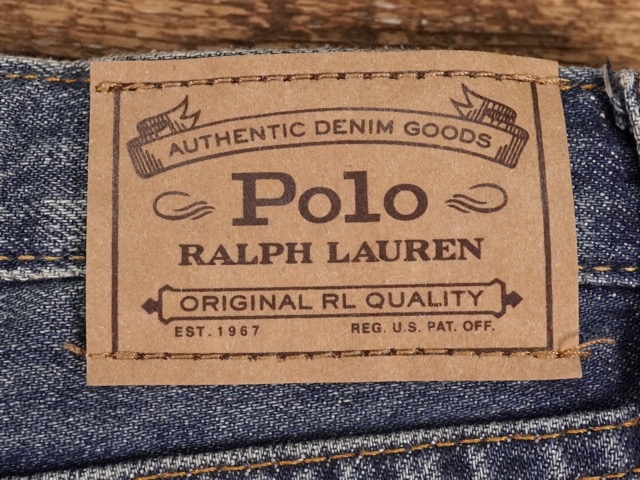 AUTHENTIC DENIM GOODS
Polo
RALPH LAUREN
ORIGINAL RL QUALITY
EST. 1967 REG. U.S. PAT. OFF.